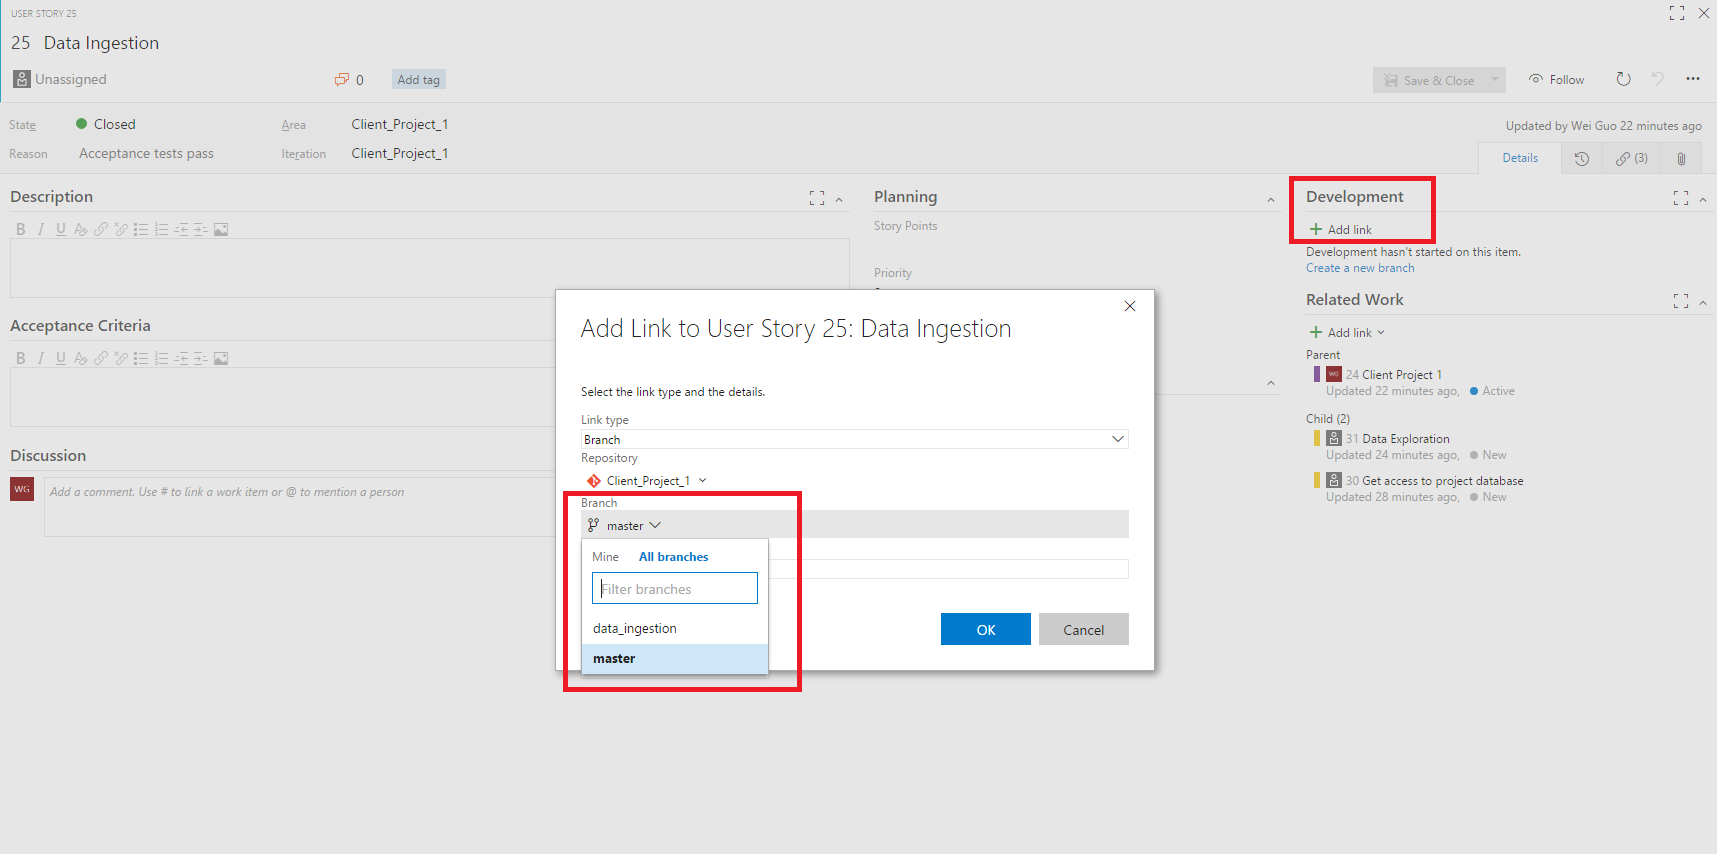 USER STORY 25
25 Data Ingestion
Unassigned
0
Add tag
Save & Close
Follow
State
Closed
Area
Client_Project_1
Updated by Wei Guo 22 minutes ago
Reason
Acceptance tests pass
Iteration
Client_Project_1
Details
(3)
Description
B I U
Planning
Story Points
Priority
Development
Add link
Development hasn't started on this item.
Create a new branch
Related Work
Add link
Parent
WG 24 Client Project 1
Updated 22 minutes ago, Active
Child (2)
31 Data Exploration
Updated 24 minutes ago, New
30 Get access to project database
Updated 28 minutes ago, New
Acceptance Criteria
B I U
Discussion
WG
Add a comment. Use # to link a work item or @ to mention a person
Add Link to User Story 25: Data Ingestion
Select the link type and the details.
Link type
Branch
Repository
Client_Project_1
Branch
master
Mine All branches
Filter branches
data_ingestion
master
OK
Cancel